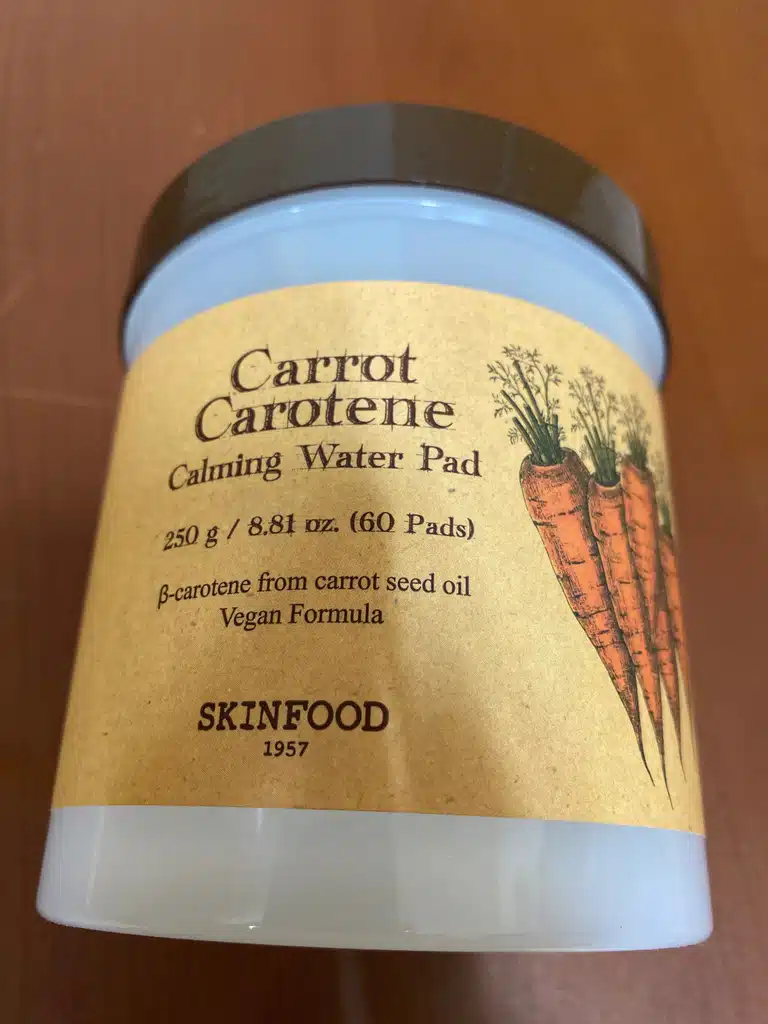 Carrot
Carotene
Calming Water Pad
250 g / 8.81 oz. (60 Pads)
β-carotene from carrot seed oil
Vegan Formula
SKINFOOD
1957